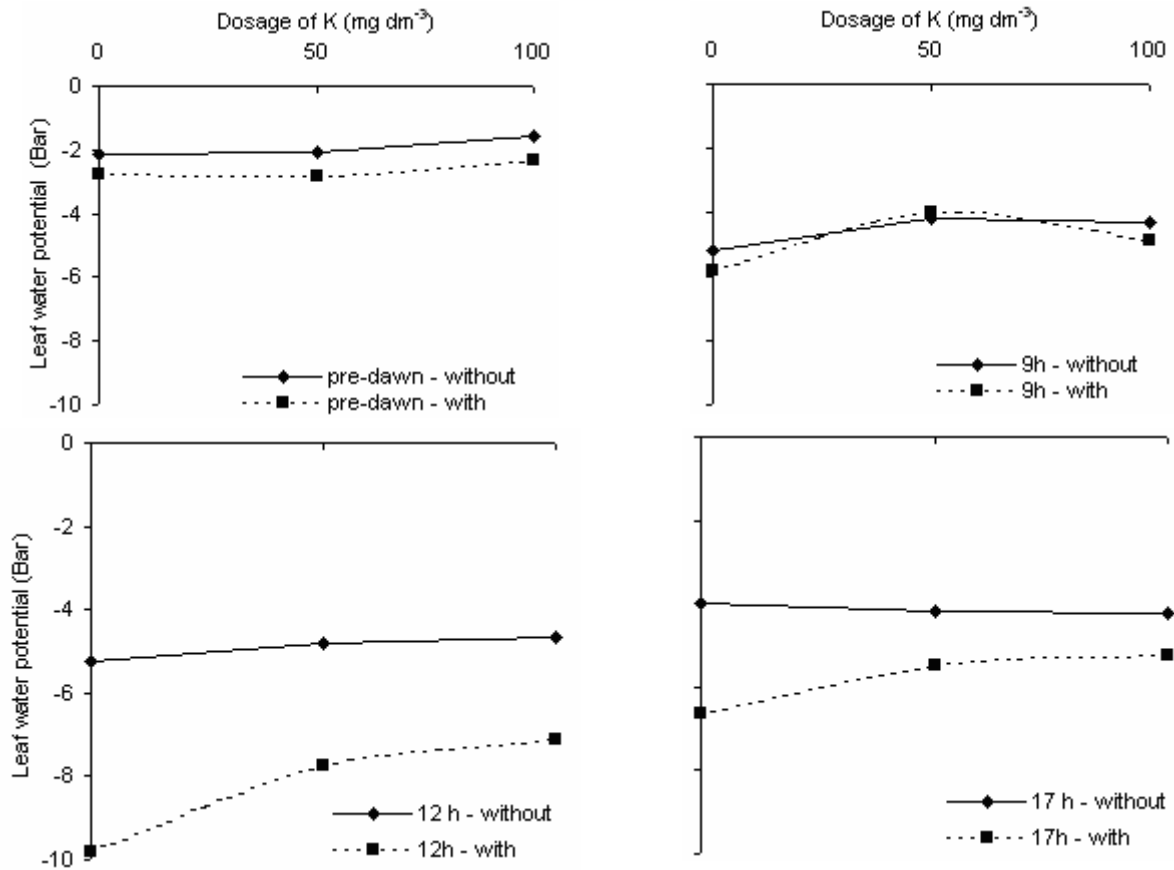 Dosage of K (mg dm-3)
0 50 100
0
-2
-4
-6
-8
-10
Leaf water potential (Bar)
pre-dawn - without
pre-dawn - with
Dosage of K (mg dm-3)
0 50 100
9h - without
9h - with
0
-2
-4
-6
-8
-10
Leaf water potential (Bar)
12 h - without
12h - with
17 h - without
17h - with